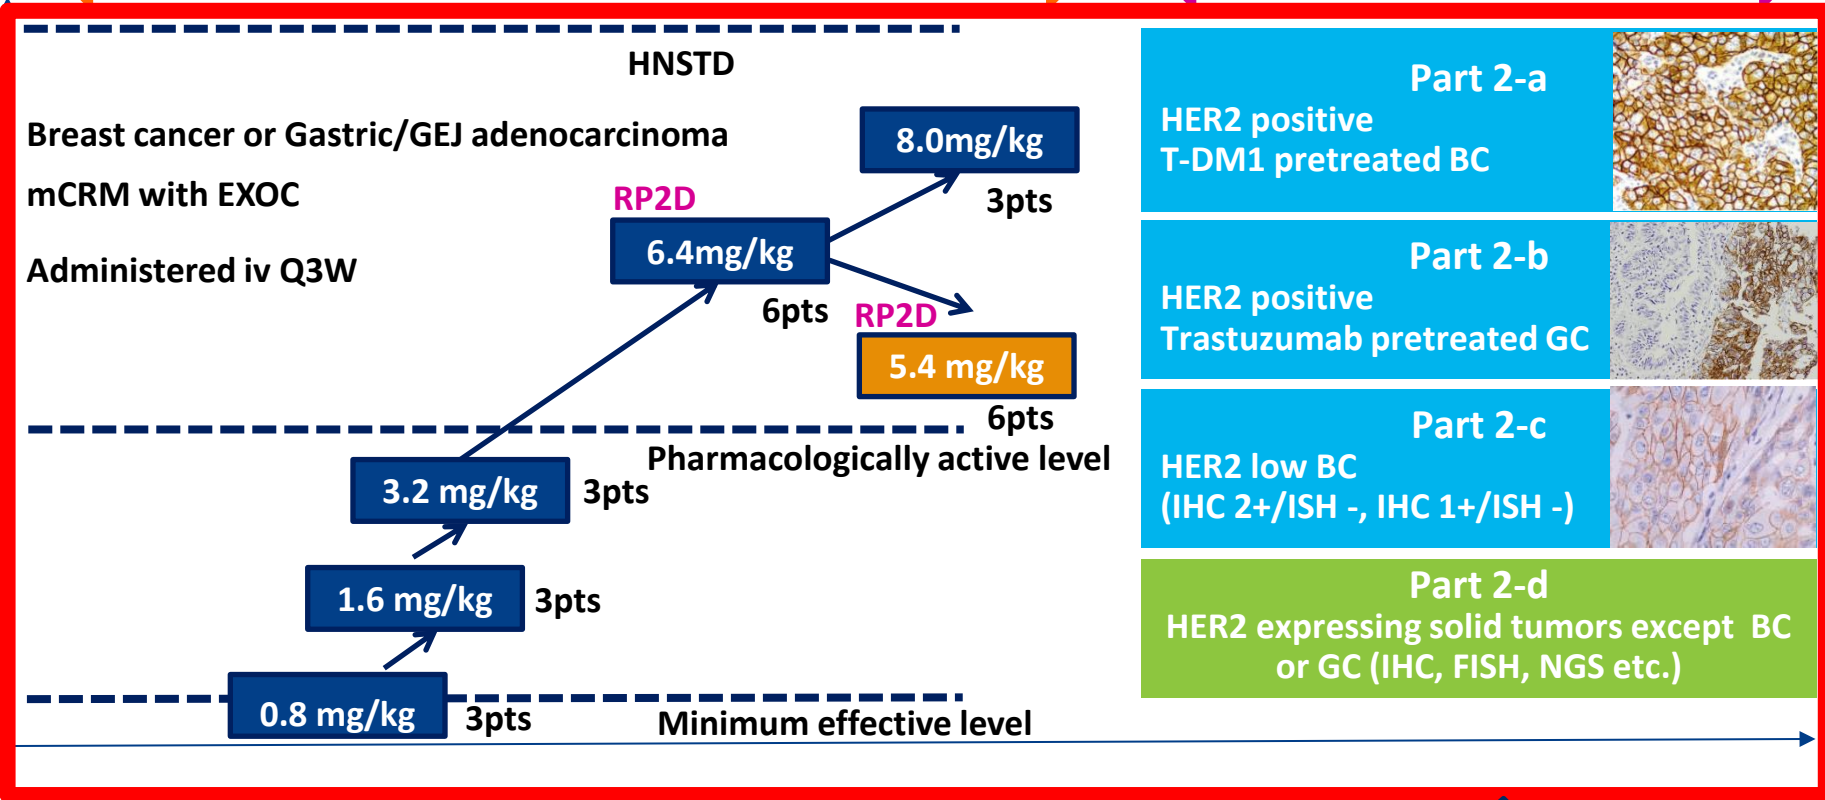 HNSTD
Breast cancer or Gastric/GEJ adenocarcinoma
mCRM with EXOC
Administered iv Q3W
8.0mg/kg
3pts
RP2D
6.4mg/kg
6pts
RP2D
5.4 mg/kg
6pts
Pharmacologically active level
3.2 mg/kg
3pts
1.6 mg/kg
3pts
0.8 mg/kg
3pts
Minimum effective level
Part 2-a
HER2 positive
T-DM1 pretreated BC
Part 2-b
HER2 positive
Trastuzumab pretreated GC
Part 2-c
HER2 low BC
(IHC 2+/ISH -, IHC 1+/ISH -)
Part 2-d
HER2 expressing solid tumors except BC
or GC (IHC, FISH, NGS etc.)